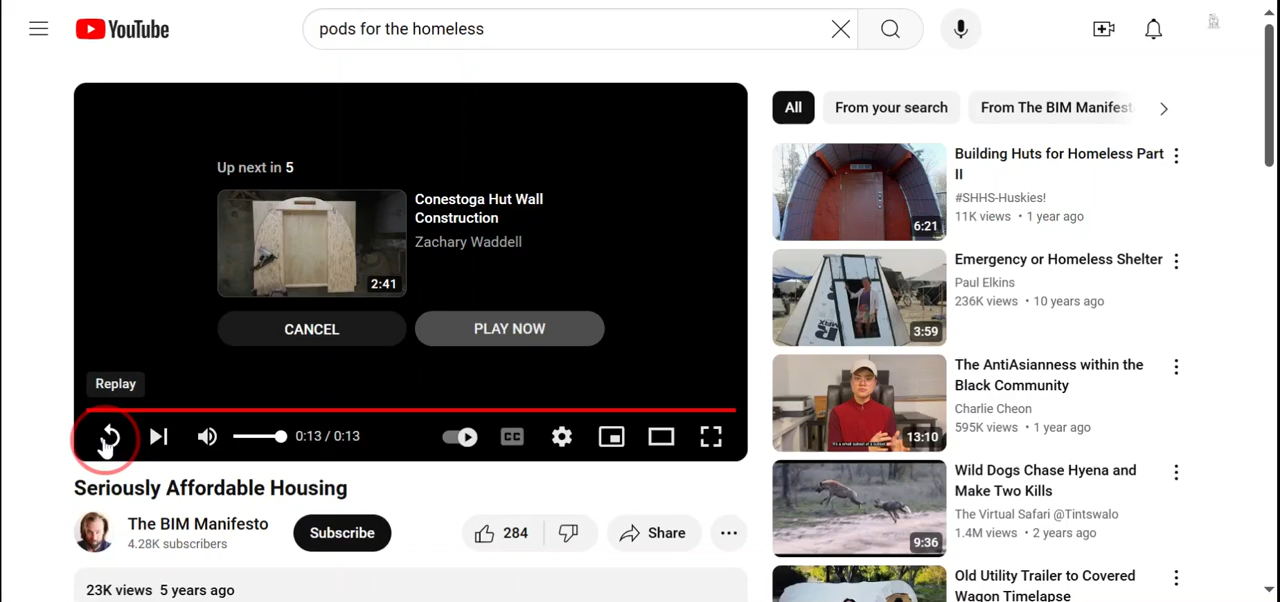 YouTube
pods for the homeless
Up next in 5
Conestoga Hut Wall
Construction
Zachary Waddell
2:41
CANCEL
PLAY NOW
Replay
0:13 / 0:13
CC
Seriously Affordable Housing
The BIM Manifesto
4.28K subscribers
Subscribe
284
Share
23K views 5 years ago
All
From your search
From The BIM Manifest
Building Huts for Homeless Part
II
#SHHS-Huskies!
11K views • 1 year ago
6:21
Emergency or Homeless Shelter
Paul Elkins
236K views • 10 years ago
3:59
The AntiAsianness within the
Black Community
Charlie Cheon
595K views • 1 year ago
13:10
Wild Dogs Chase Hyena and
Make Two Kills
The Virtual Safari @Tintswalo
1.4M views • 2 years ago
9:36
Old Utility Trailer to Covered
Wagon Timelapse